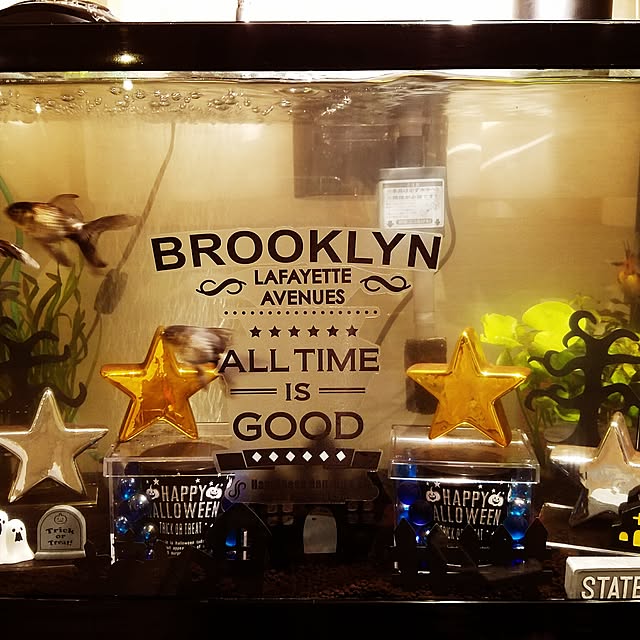 BROOKLYN
LAFAYETTE
AVENUES
ALL TIME
IS
GOOD
HAPPY
HALLOWEEN
TRICK OR TREAT
HAPPY
HALLOWEEN
TRICK OR TREAT
Trick
or
Treat!
STATE